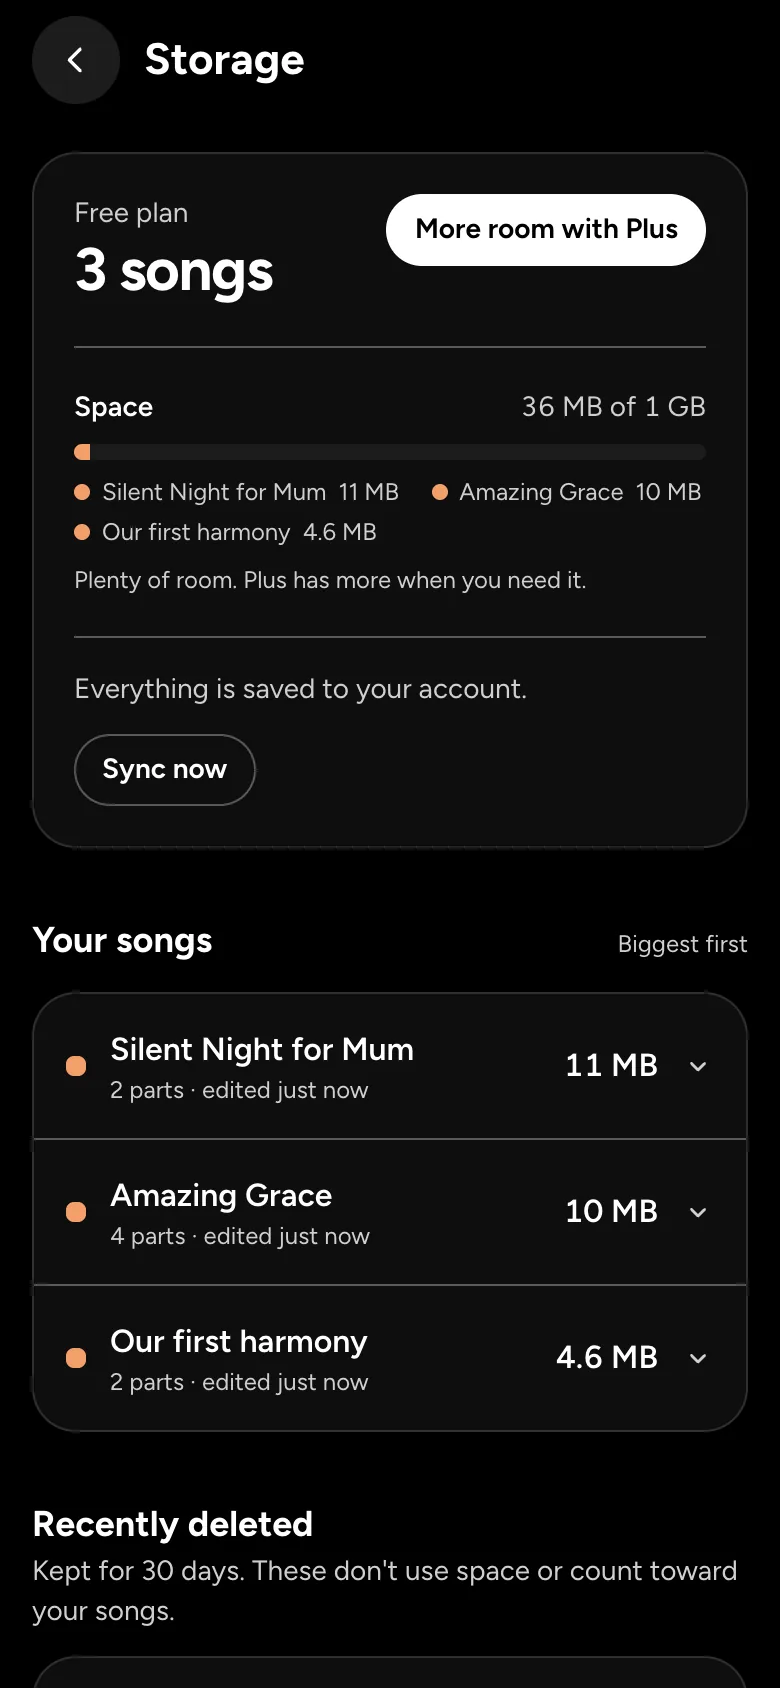 Storage
Free plan
More room with Plus
3 songs
Space
36 MB of 1 GB
Silent Night for Mum 11 MB
Amazing Grace 10 MB
Our first harmony 4.6 MB
Plenty of room. Plus has more when you need it.
Everything is saved to your account.
Sync now
Your songs
Biggest first
Silent Night for Mum
2 parts · edited just now
11 MB
Amazing Grace
4 parts · edited just now
10 MB
Our first harmony
2 parts · edited just now
4.6 MB
Recently deleted
Kept for 30 days. These don't use space or count toward
your songs.